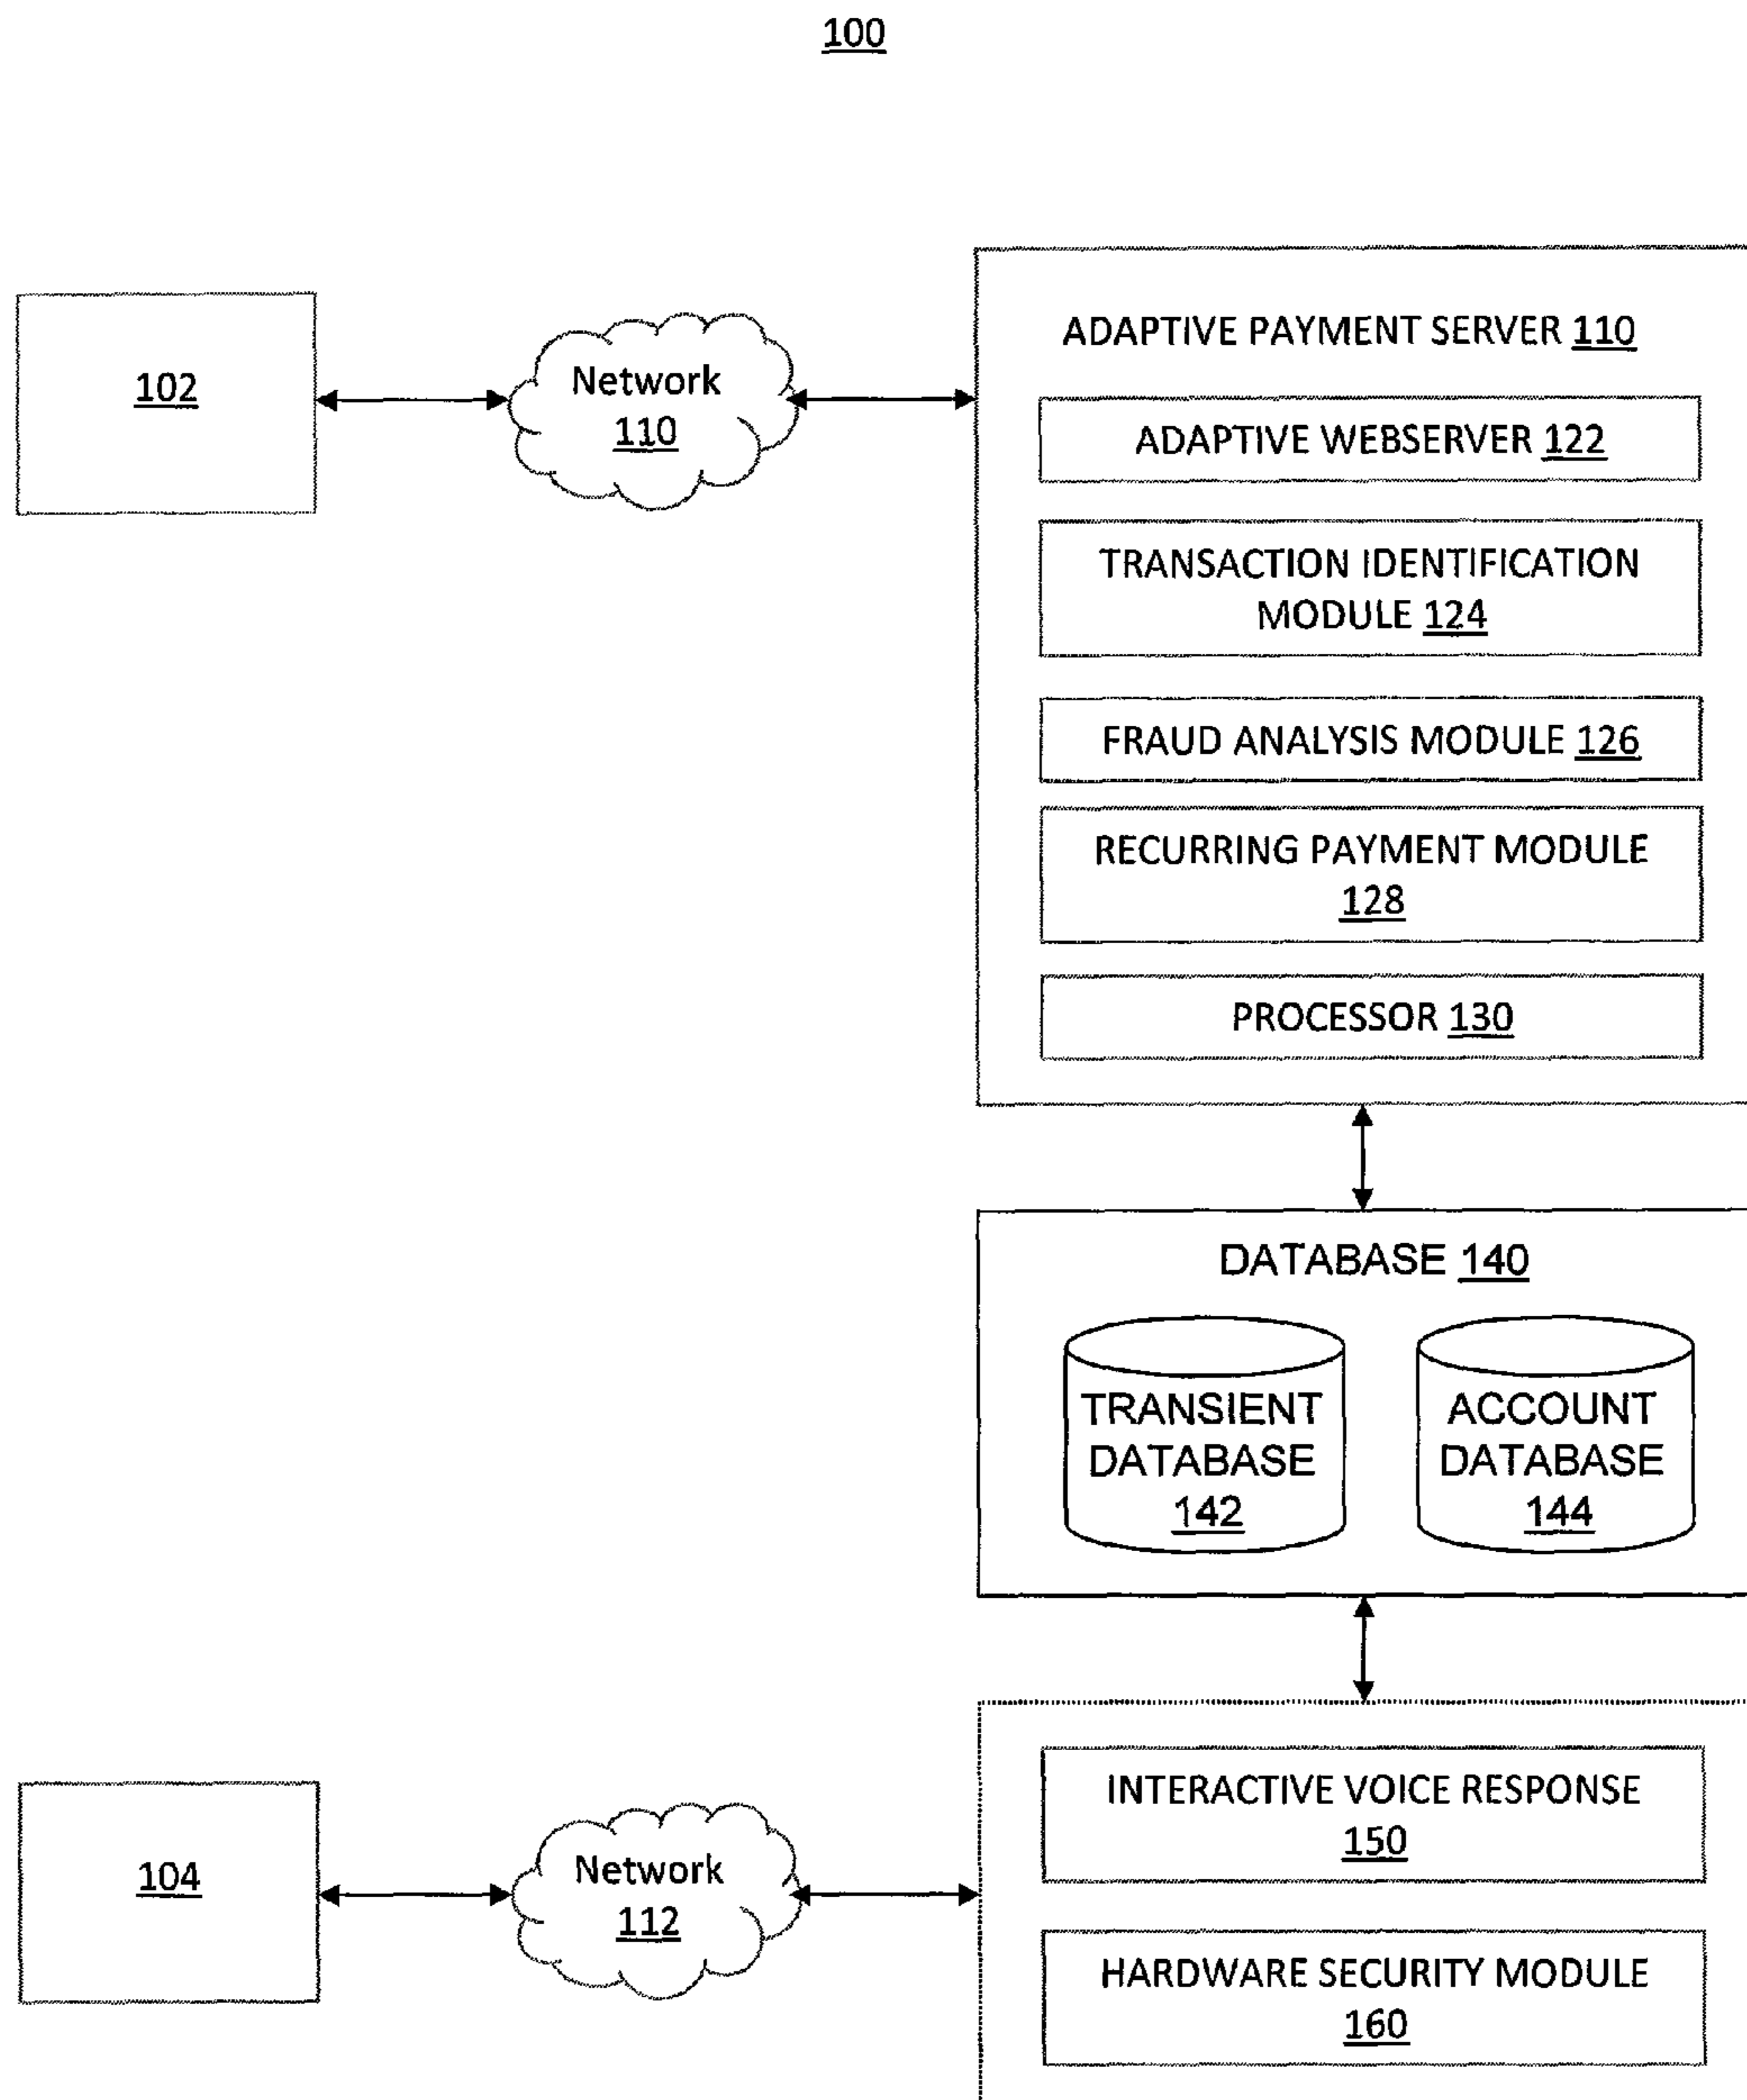 100
102
Network
110
ADAPTIVE PAYMENT SERVER 110
ADAPTIVE WEBSERVER 122
TRANSACTION IDENTIFICATION
MODULE 124
FRAUD ANALYSIS MODULE 126
RECURRING PAYMENT MODULE
128
PROCESSOR 130
DATABASE 140
TRANSIENT
DATABASE
142
ACCOUNT
DATABASE
144
104
Network
112
INTERACTIVE VOICE RESPONSE
150
HARDWARE SECURITY MODULE
160